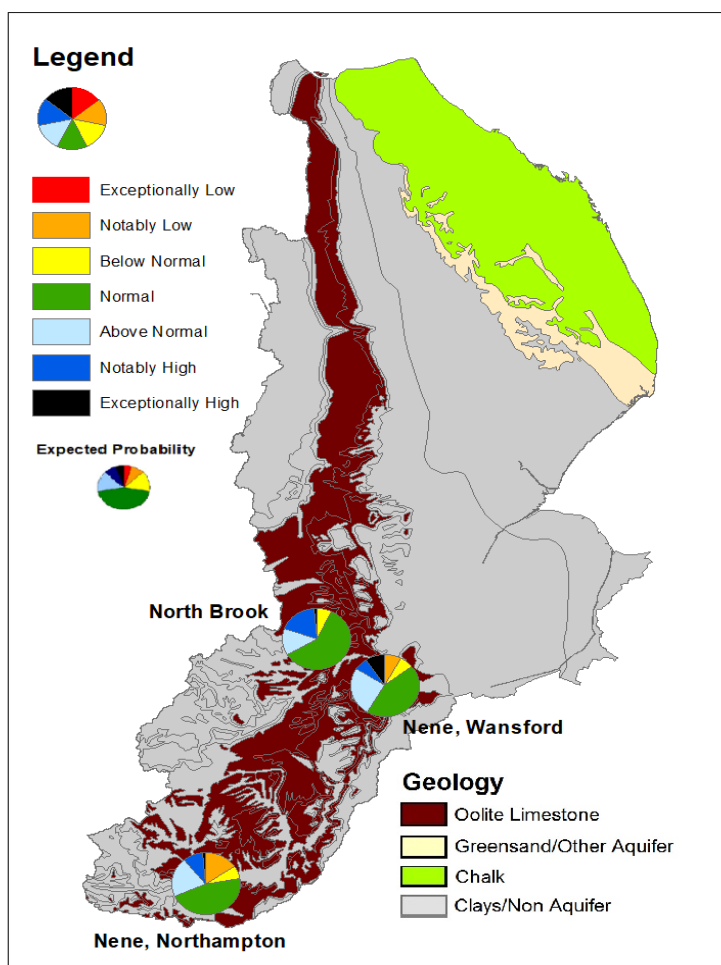 Legend
Exceptionally Low
Notably Low
Below Normal
Normal
Above Normal
Notably High
Exceptionally High
Expected Probability
North Brook
Nene, Wansford
Nene, Northampton
Geology
Oolite Limestone
Greensand/Other Aquifer
Chalk
Clays/Non Aquifer